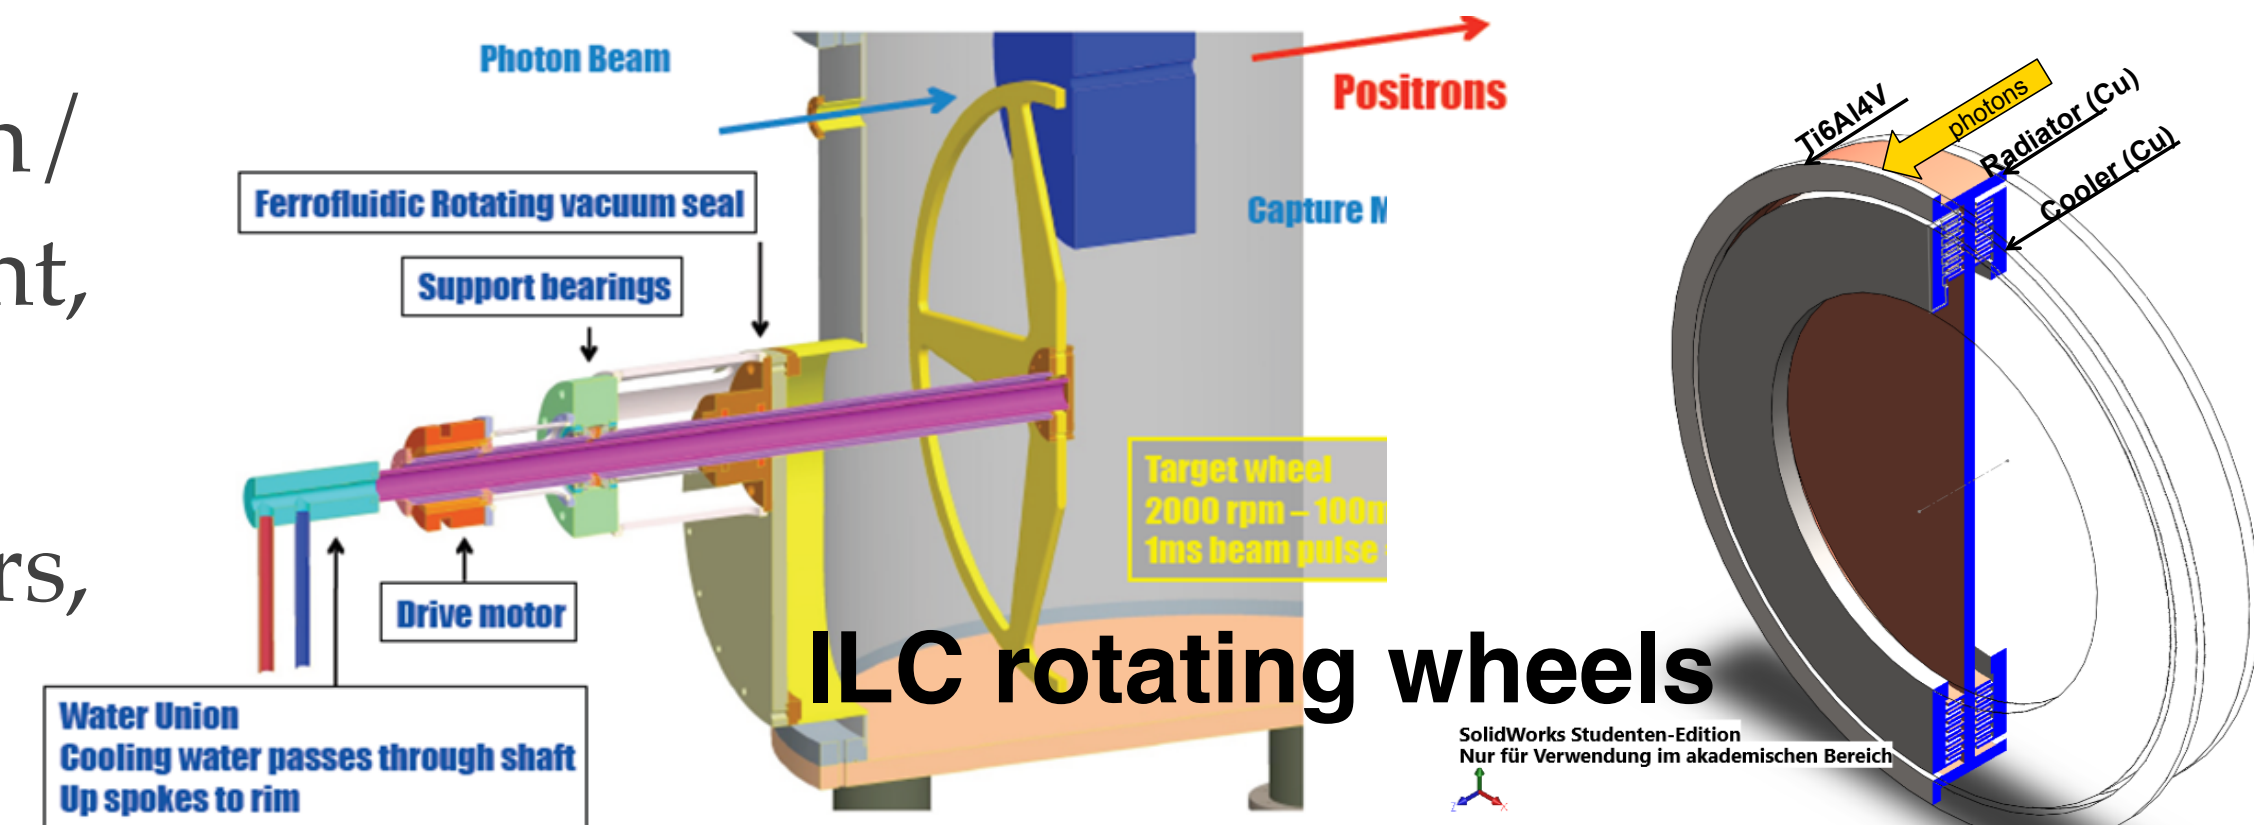 Photon Beam
Positrons
Ferrofluidic Rotating vacuum seal
Capture
Support bearings
Target wheel
2000 rpm – 100m
1ms beam pulse
Drive motor
Water Union
Cooling water passes through shaft
Up spokes to rim
ILC rotating wheels
Ti6Al4V
photons
Radiator (Cu)
Cooler (Cu)
SolidWorks Studenten-Edition
Nur für Verwendung im akademischen Bereich
Z
X